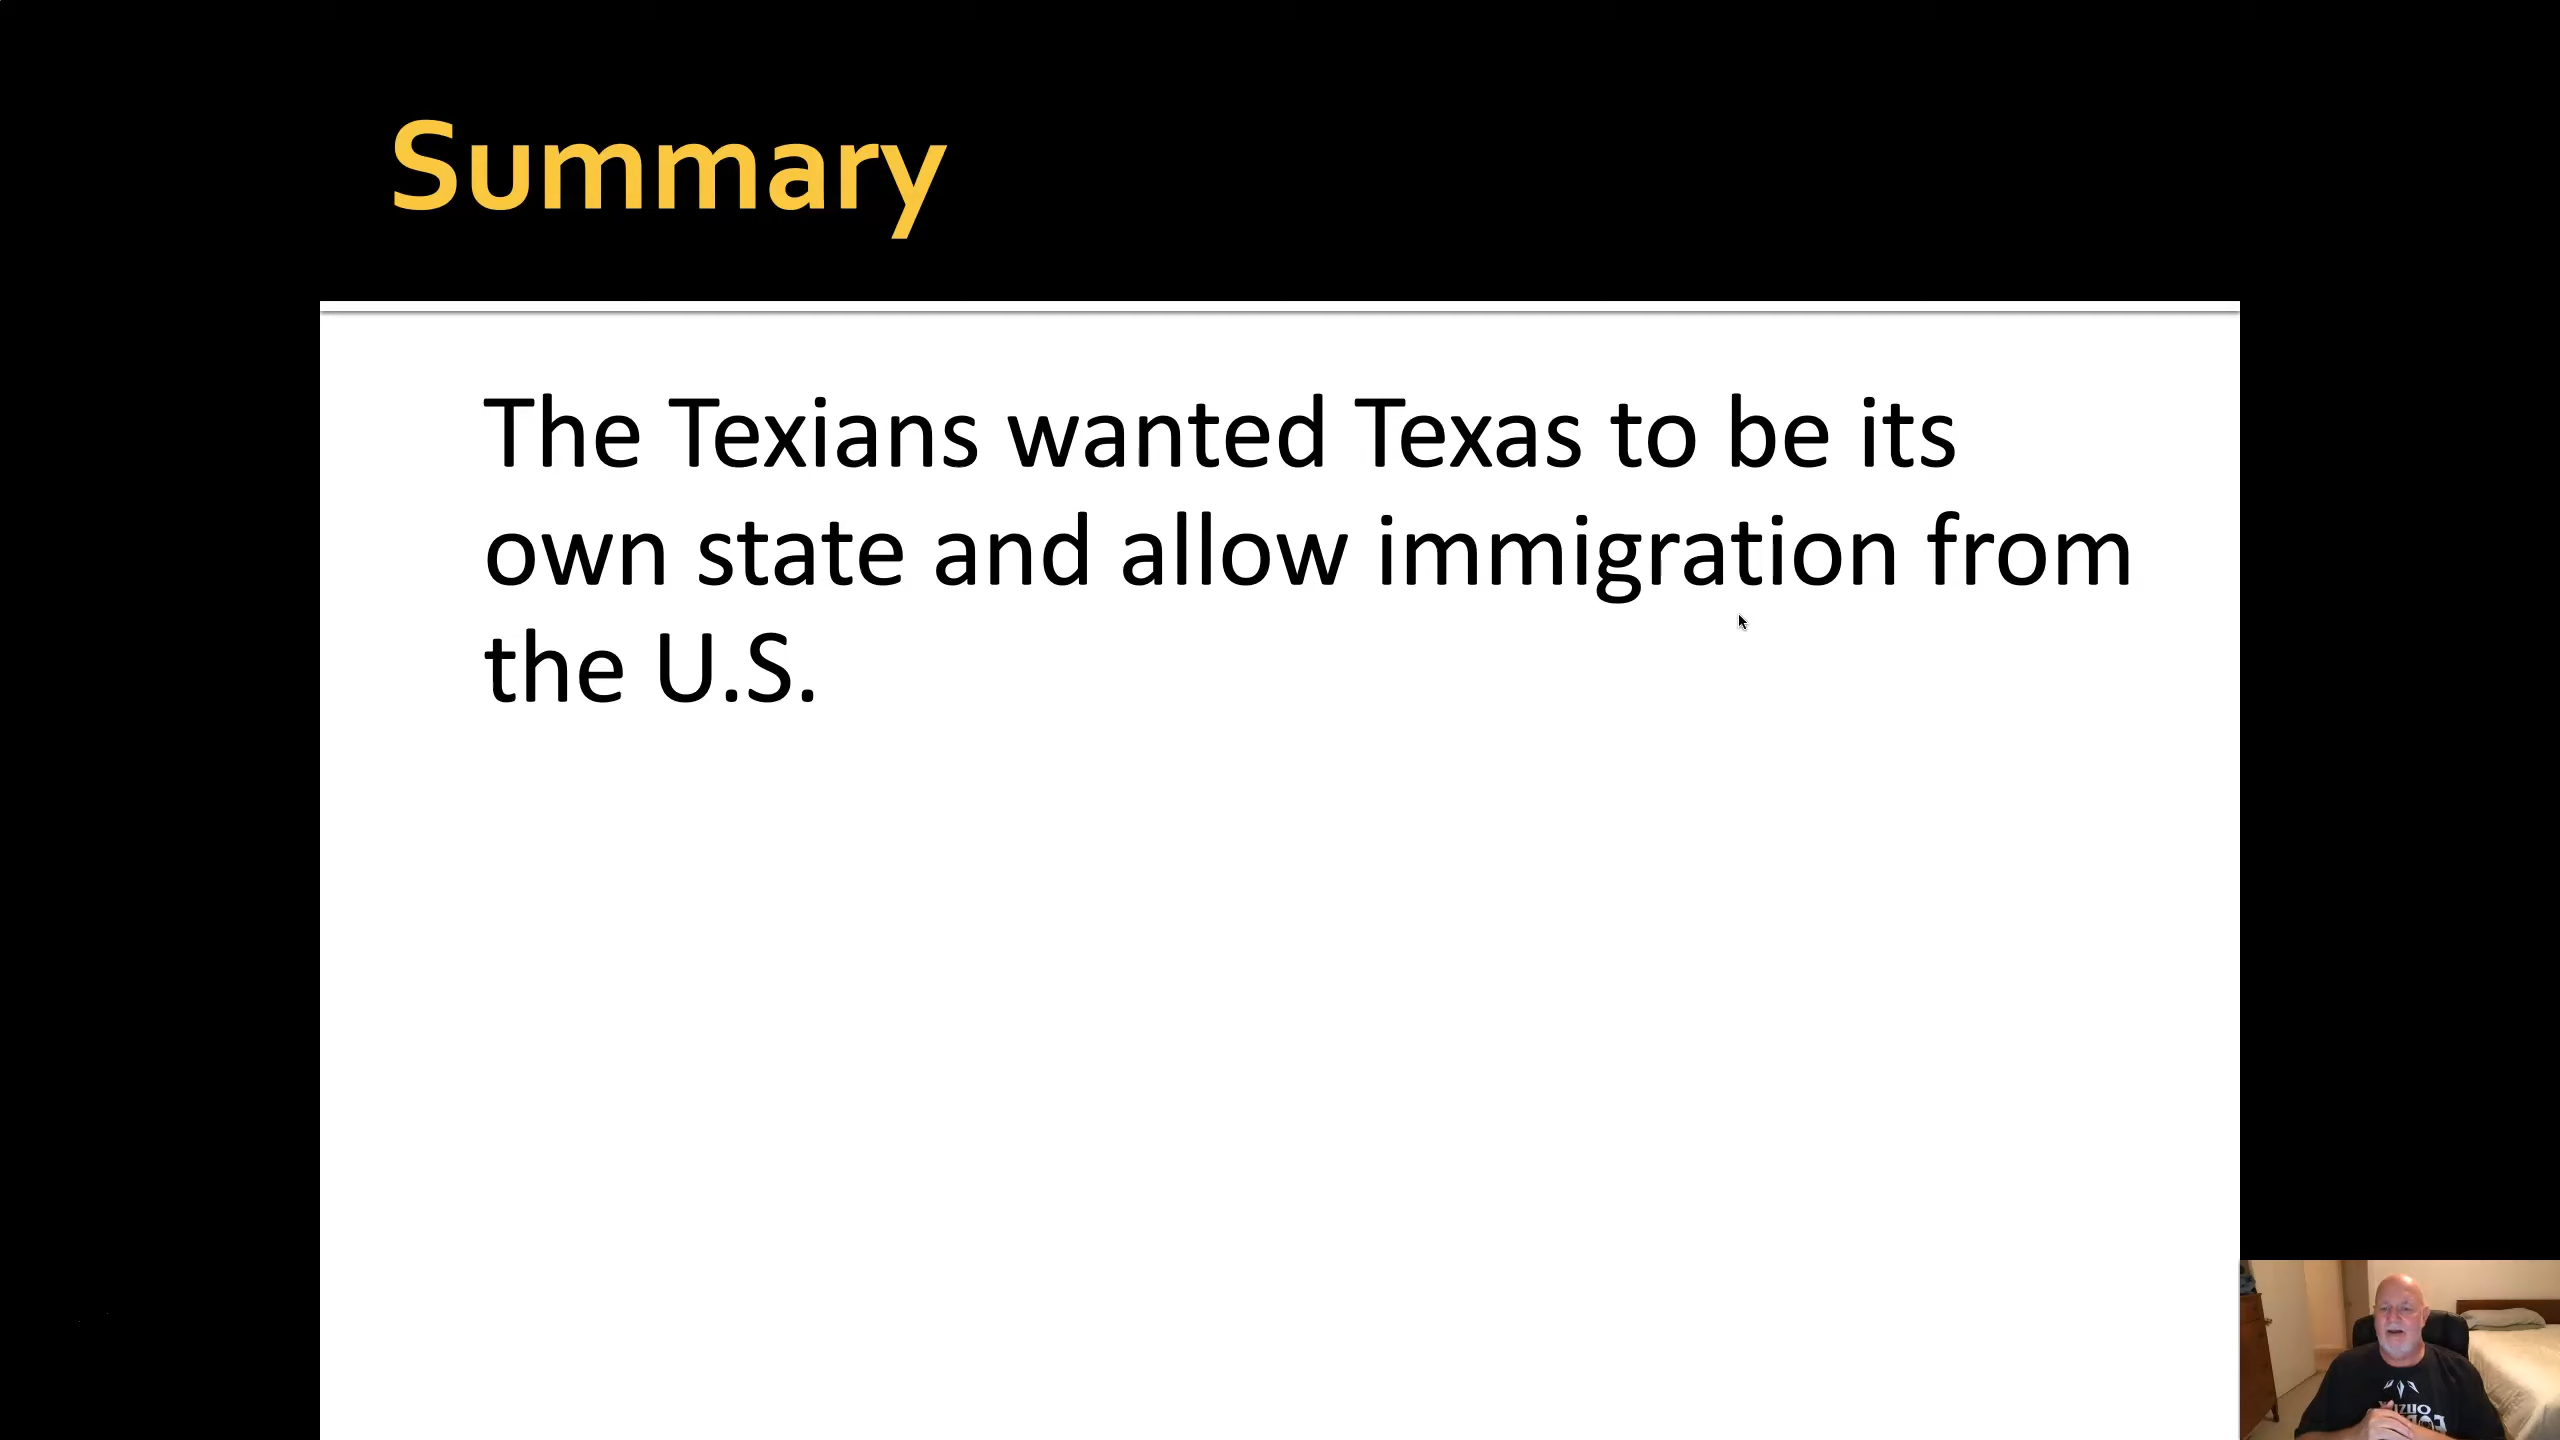 Summary
The Texians wanted Texas to be its
own state and allow immigration from
the U.S.